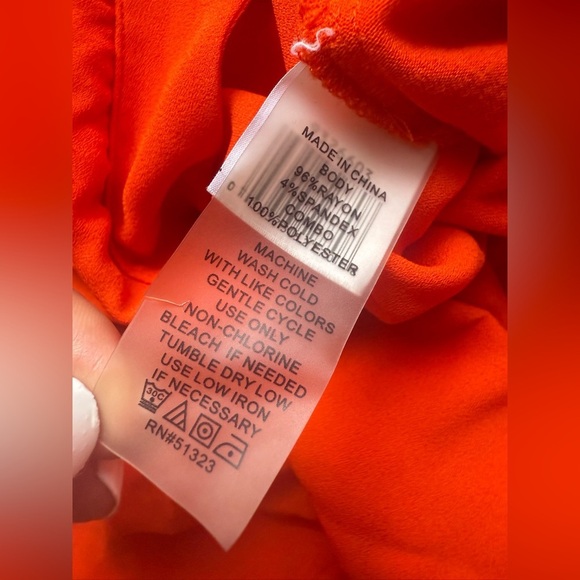 MADE IN CHINA
BODY
96%RAYON
4%SPANDEX
COMBO
100%POLYESTER
MACHINE
WASH COLD
WITH LIKE COLORS
GENTLE CYCLE
USE ONLY
NON-CHLORINE
BLEACH IF NEEDED
TUMBLE DRY LOW
USE LOW IRON
IF NECESSARY
30C
RN#51323